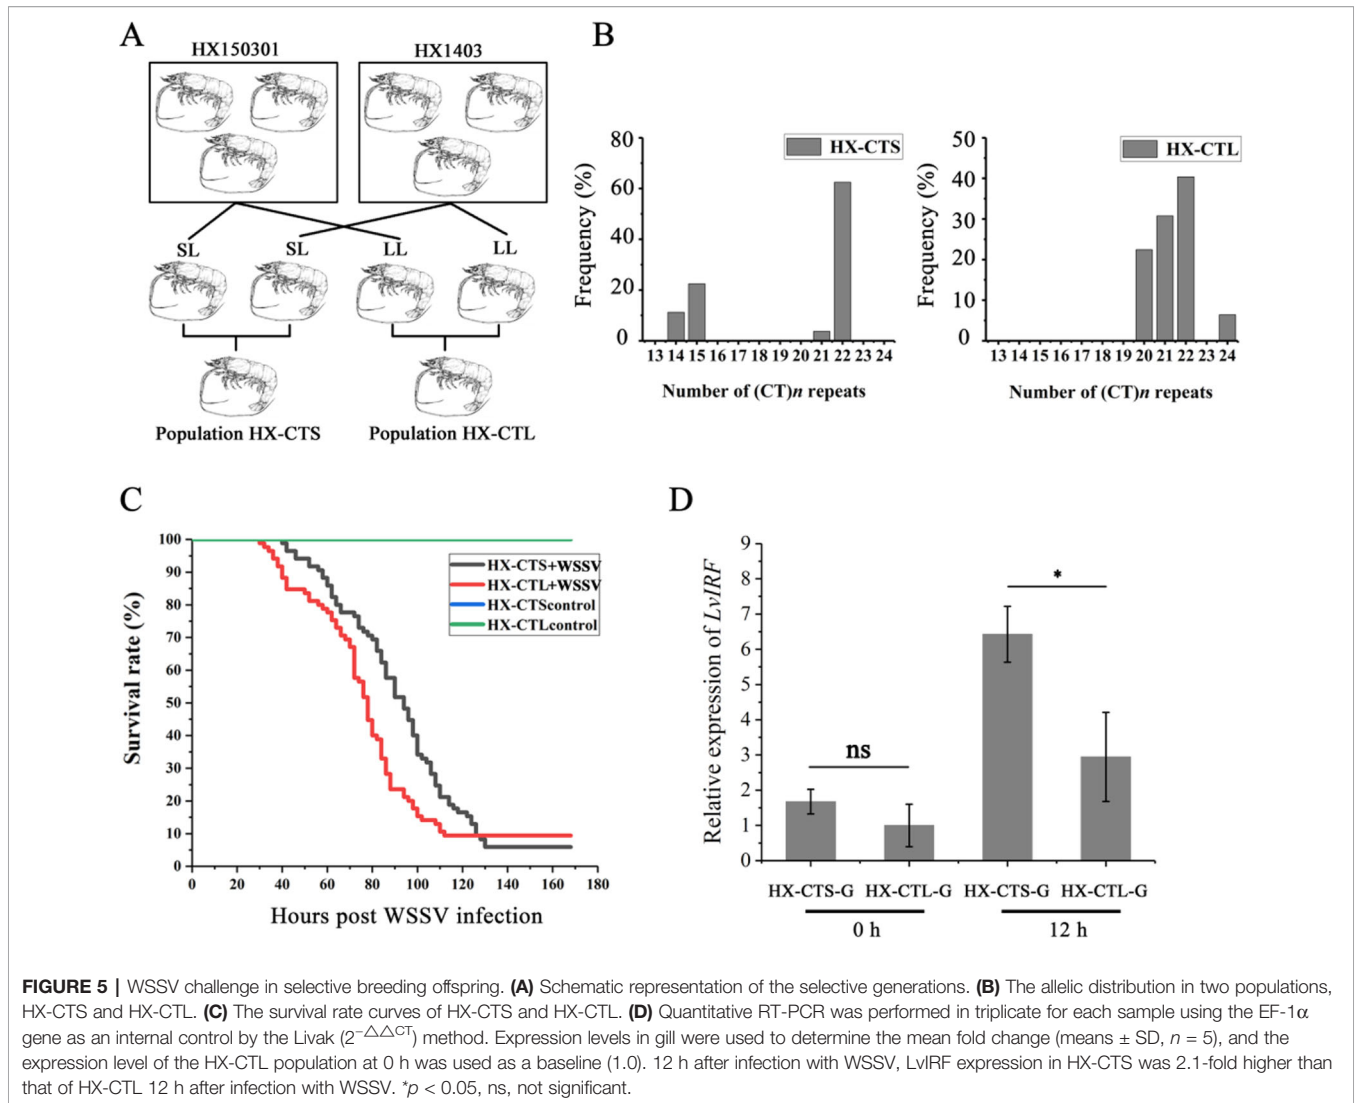 A
HX150301
HX1403
SL
SL
LL
LL
Population HX-CTS
Population HX-CTL
B
HX-CTS
Frequency (%)
80
60
40
20
0
13 14 15 16 17 18 19 20 21 22 23 24
Number of (CT)n repeats
HX-CTL
Frequency (%)
50
40
30
20
10
0
13 14 15 16 17 18 19 20 21 22 23 24
Number of (CT)n repeats
C
Survival rate (%)
100
90
80
70
60
50
40
30
20
10
0
HX-CTS+WSSV
HX-CTL+WSSV
HX-CTScontrol
HX-CTLcontrol
0 20 40 60 80 100 120 140 160 180
Hours post WSSV infection
D
Relative expression of LvIRF
9
8
7
6
5
4
3
2
1
0
ns
*
HX-CTS-G HX-CTL-G HX-CTS-G HX-CTL-G
0 h 12 h
FIGURE 5 | WSSV challenge in selective breeding offspring. (A) Schematic representation of the selective generations. (B) The allelic distribution in two populations,
HX-CTS and HX-CTL. (C) The survival rate curves of HX-CTS and HX-CTL. (D) Quantitative RT-PCR was performed in triplicate for each sample using the EF-1α
gene as an internal control by the Livak (2−△△CT) method. Expression levels in gill were used to determine the mean fold change (means ± SD, n = 5), and the
expression level of the HX-CTL population at 0 h was used as a baseline (1.0). 12 h after infection with WSSV, LvIRF expression in HX-CTS was 2.1-fold higher than
that of HX-CTL 12 h after infection with WSSV. *p < 0.05, ns, not significant.